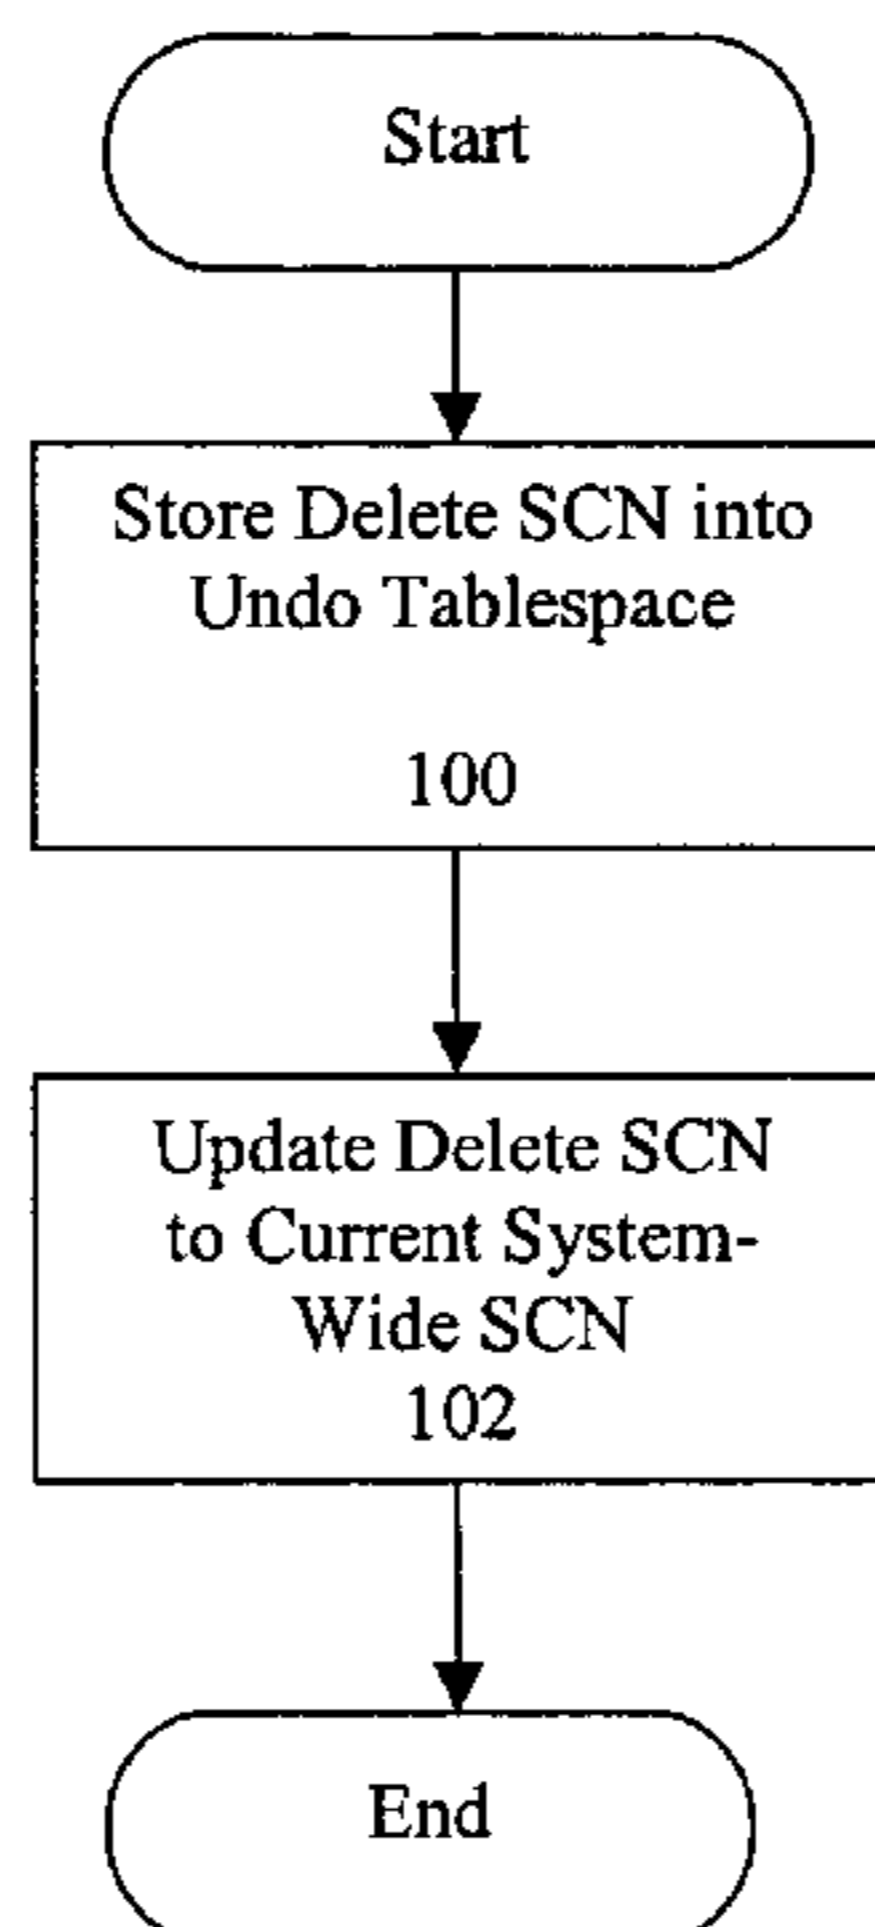 Start
Store Delete SCN into
Undo Tablespace
100
Update Delete SCN
to Current System-
Wide SCN
102
End